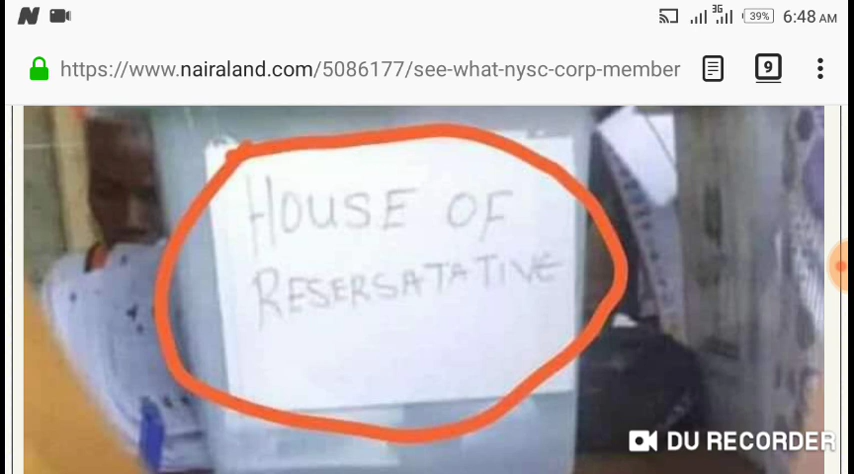 3G 39% 6:48 AM
https://www.nairaland.com/5086177/see-what-nysc-corp-member 9
HOUSE OF
RESERSATATIVE
DU RECORDER